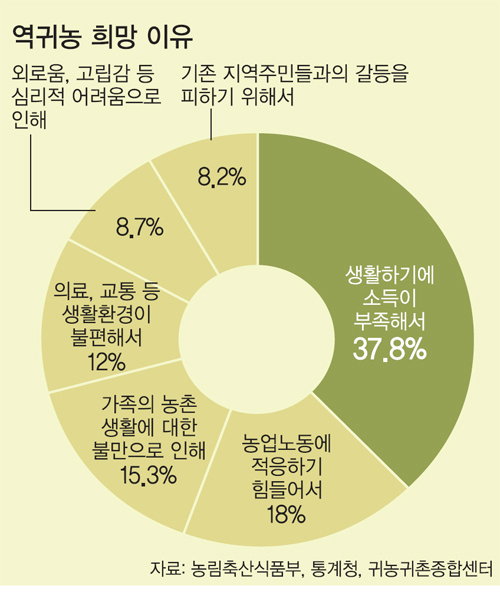 역귀농 희망 이유
외로움, 고립감 등
심리적 어려움으로
인해
기존 지역주민들과의 갈등을
피하기 위해서
8.2%
8.7%
생활하기에
소득이
부족해서
37.8%
의료, 교통 등
생활환경이
불편해서
12%
가족의 농촌
생활에 대한
불만으로 인해
15.3%
농업노동에
적응하기
힘들어서
18%
자료: 농림축산식품부, 통계청, 귀농귀촌종합센터